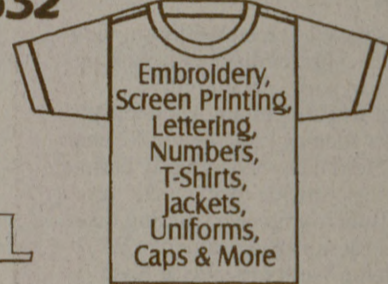 Embroidery,
Screen Printing,
Lettering,
Numbers,
T-Shirts,
Jackets,
Uniforms,
Caps & More